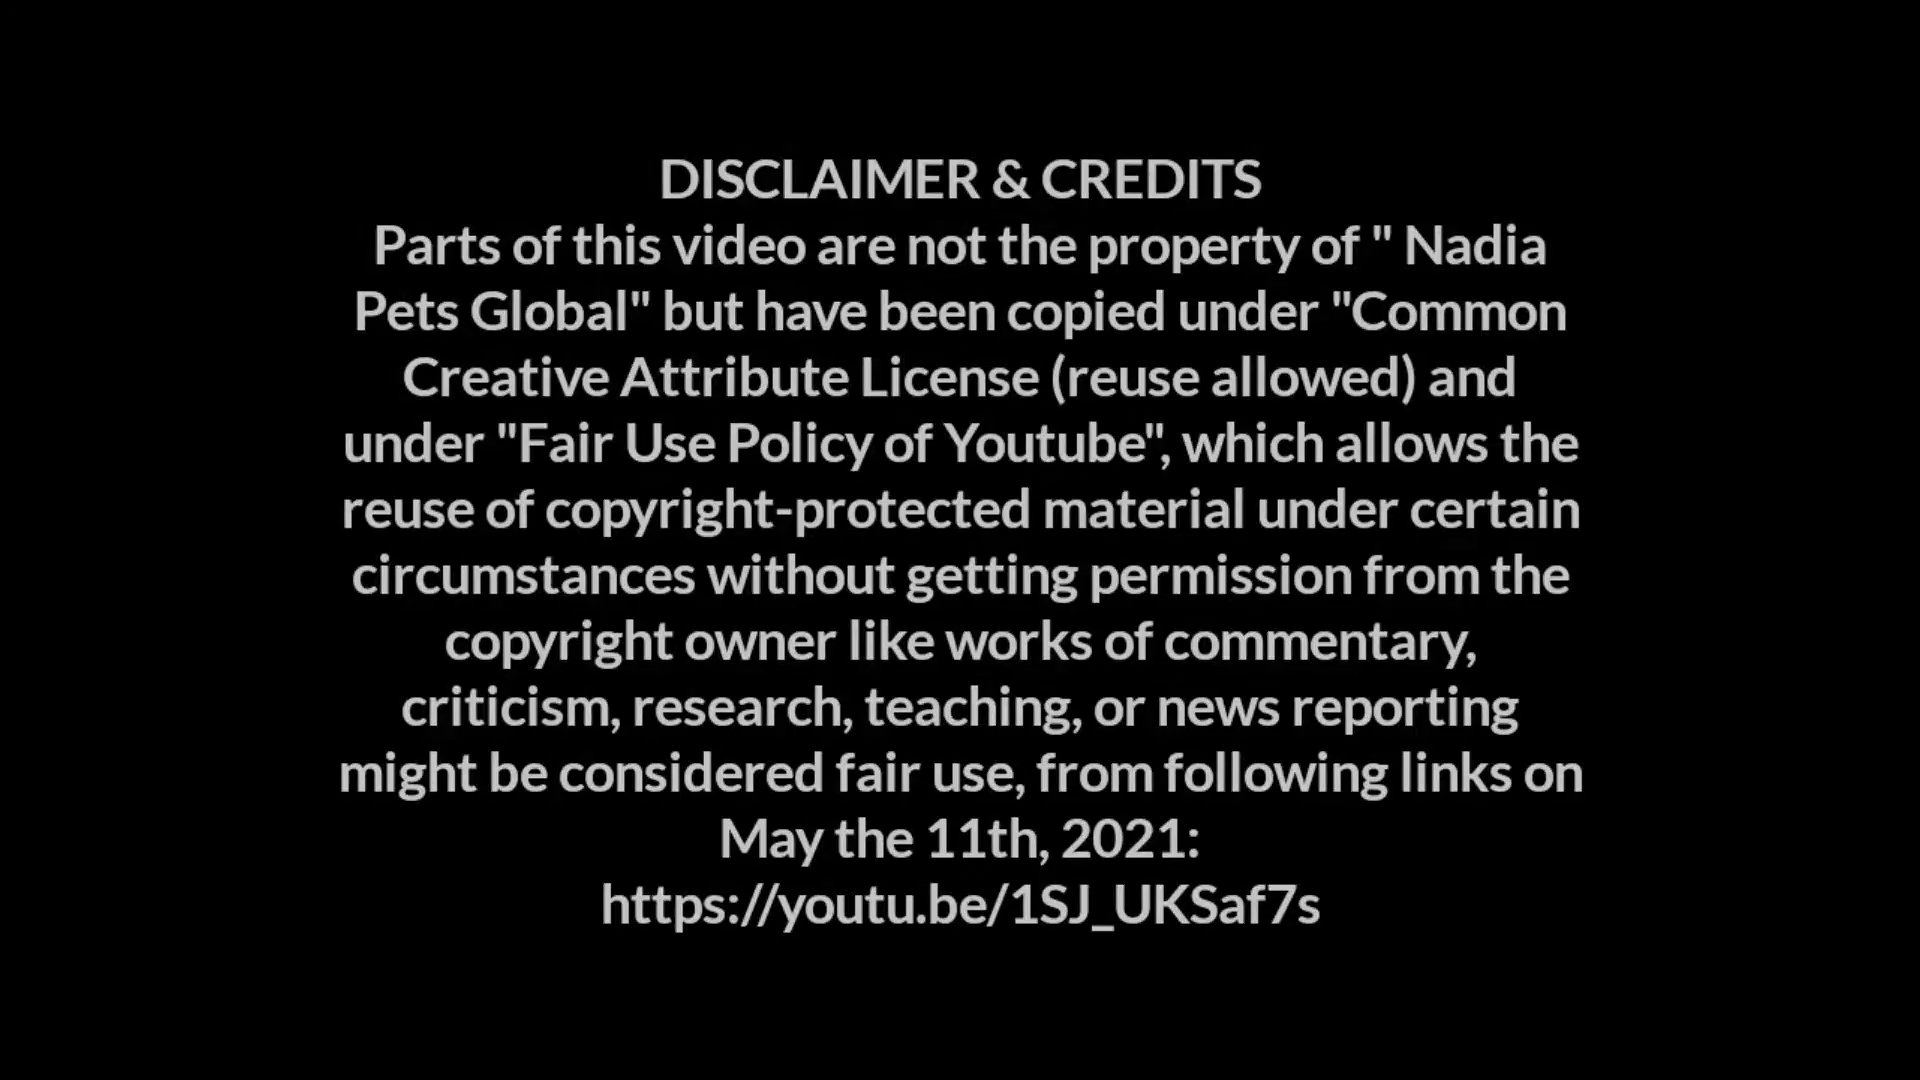 DISCLAIMER & CREDITS
Parts of this video are not the property of " Nadia
Pets Global" but have been copied under "Common
Creative Attribute License (reuse allowed) and
under "Fair Use Policy of Youtube", which allows the
reuse of copyright-protected material under certain
circumstances without getting permission from the
copyright owner like works of commentary,
criticism, research, teaching, or news reporting
might be considered fair use, from following links on
May the 11th, 2021:
https://youtu.be/1SJ_UKSaf7s